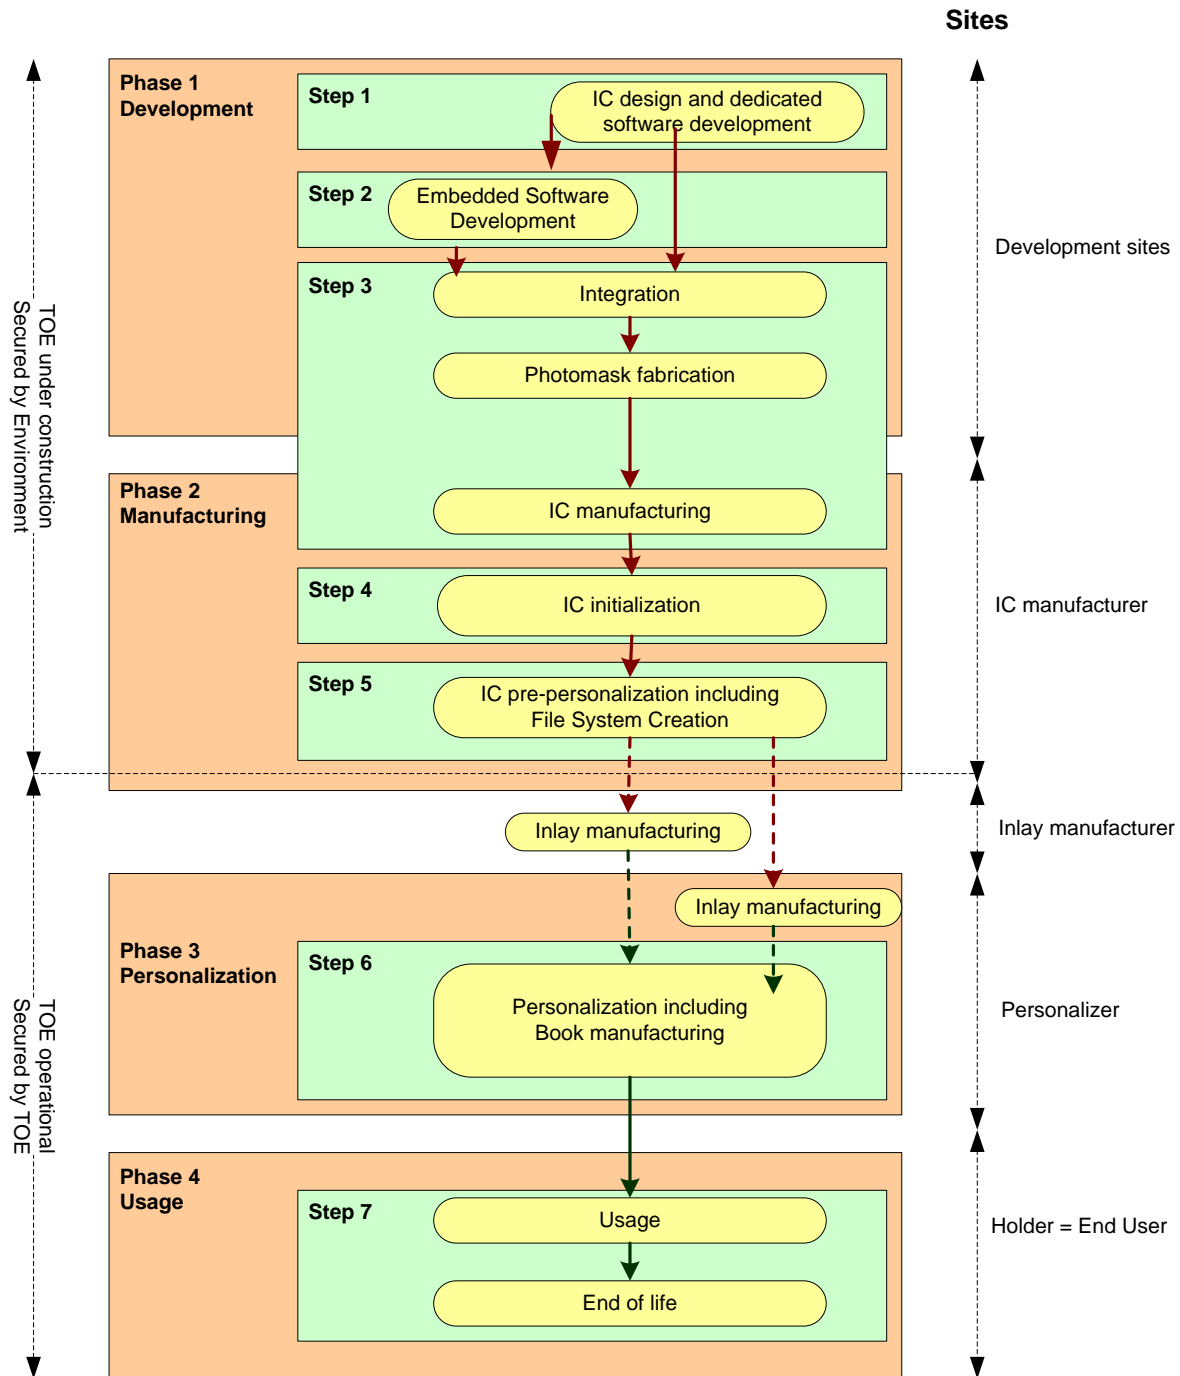 Sites
Phase 1
Development
Step 1
IC design and dedicated
software development
Step 2
Embedded Software
Development
Development sites
Step 3
Integration
Photomask fabrication
TOE under construction
Secured by Environment
Phase 2
Manufacturing
IC manufacturing
Step 4
IC initialization
IC manufacturer
Step 5
IC pre-personalization including
File System Creation
Inlay manufacturing
Inlay manufacturer
Inlay manufacturing
Phase 3
Personalization
Step 6
Personalization including
Book manufacturing
Personalizer
TOE operational
Secured by TOE
Phase 4
Usage
Step 7
Usage
Holder = End User
End of life